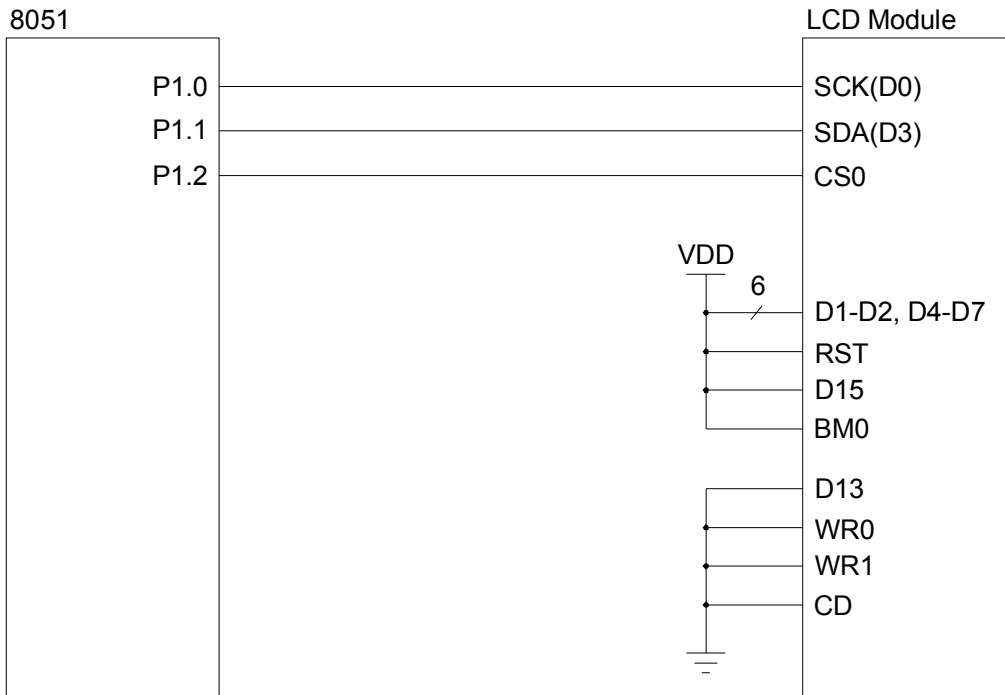 8051
LCD Module
P1.0
SCK(D0)
P1.1
SDA(D3)
P1.2
CS0
VDD
6
D1-D2, D4-D7
RST
D15
BM0
D13
WR0
WR1
CD